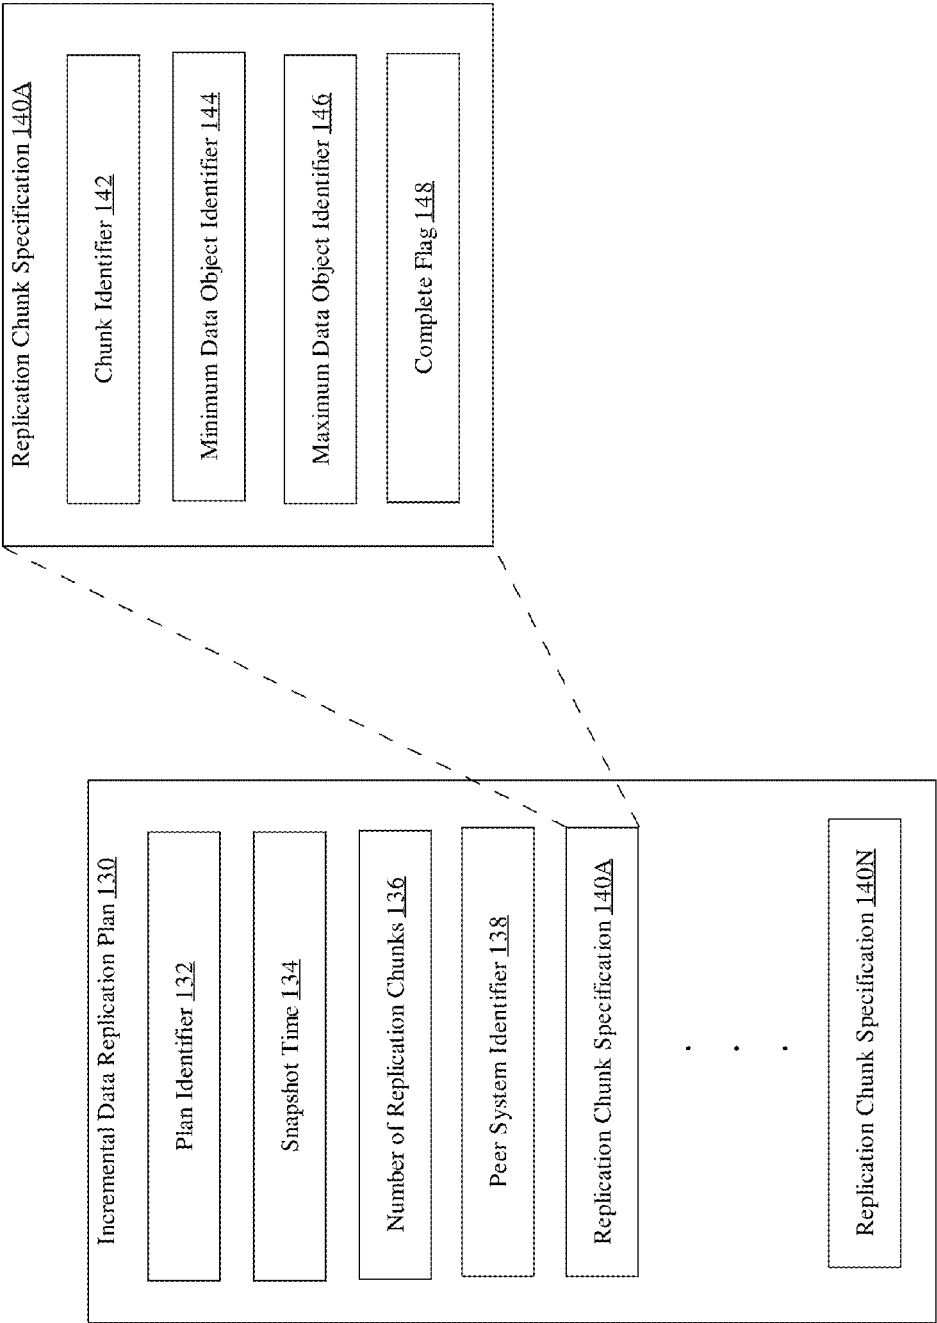 Incremental Data Replication Plan 130
Plan Identifier 132
Snapshot Time 134
Number of Replication Chunks 136
Peer System Identifier 138
Replication Chunk Specification 140A
. . .
Replication Chunk Specification 140N
Replication Chunk Specification 140A
Chunk Identifier 142
Minimum Data Object Identifier 144
Maximum Data Object Identifier 146
Complete Flag 148